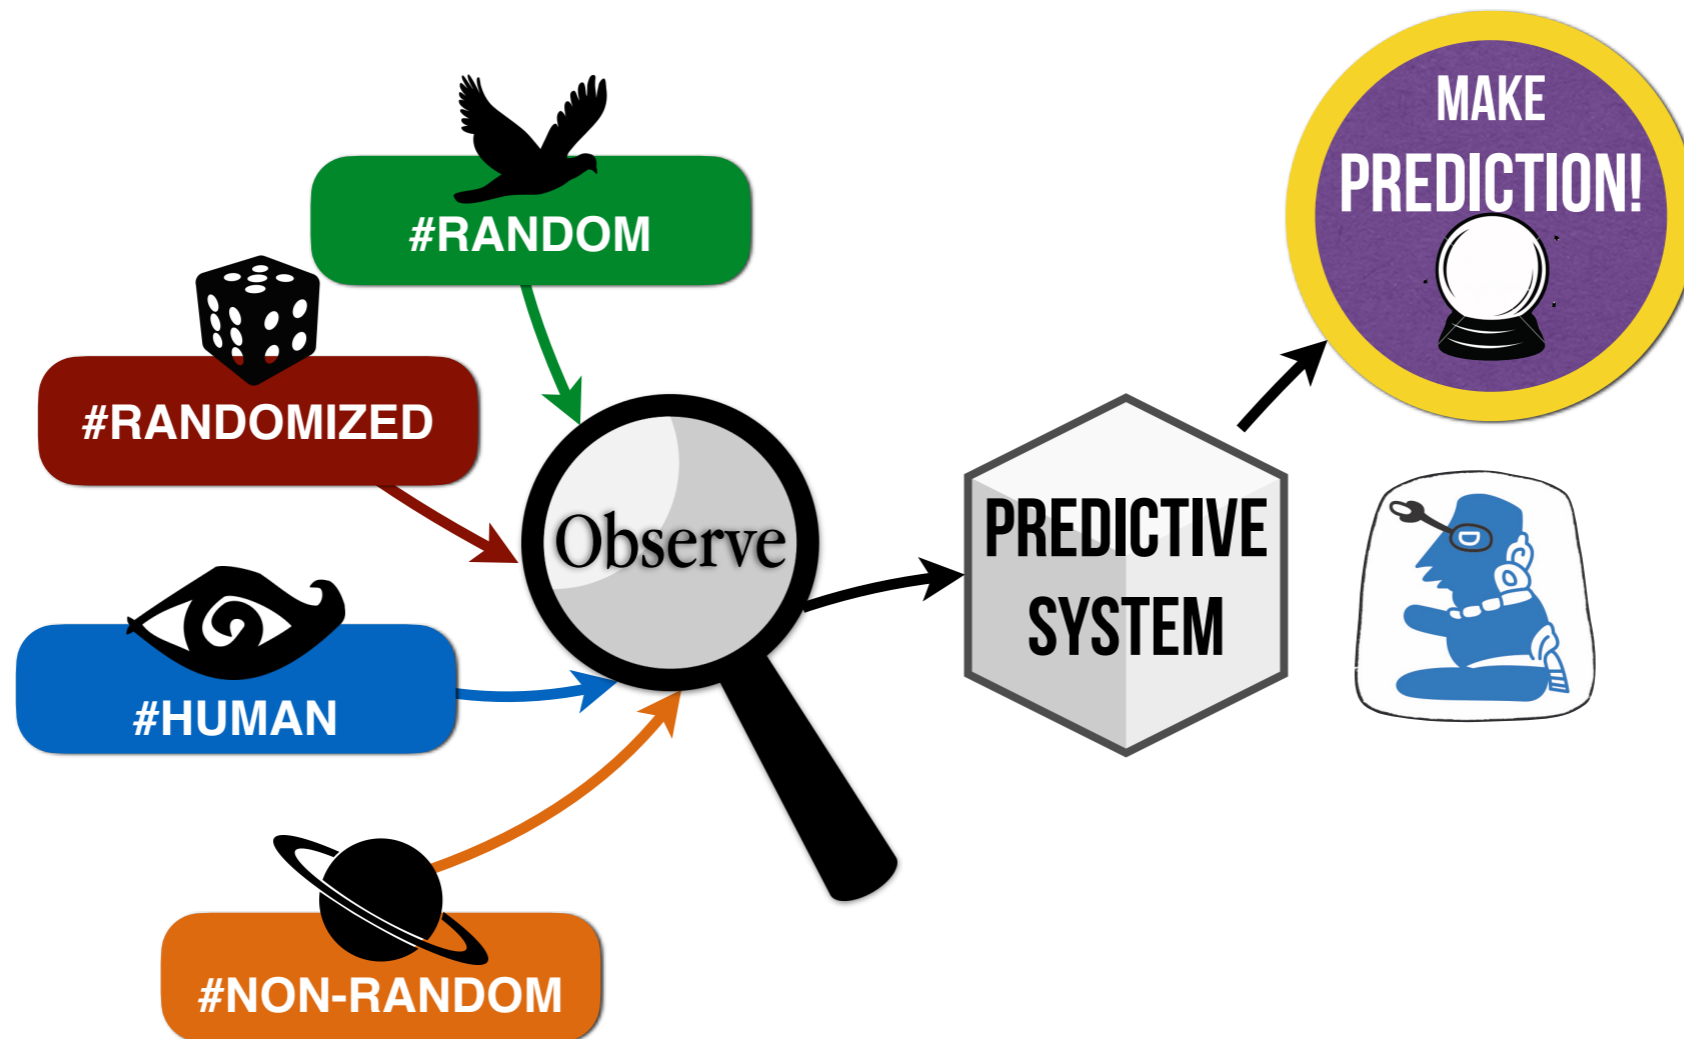 #RANDOM
#RANDOMIZED
#HUMAN
#NON-RANDOM
Observe
PREDICTIVE
SYSTEM
MAKE
PREDICTION!